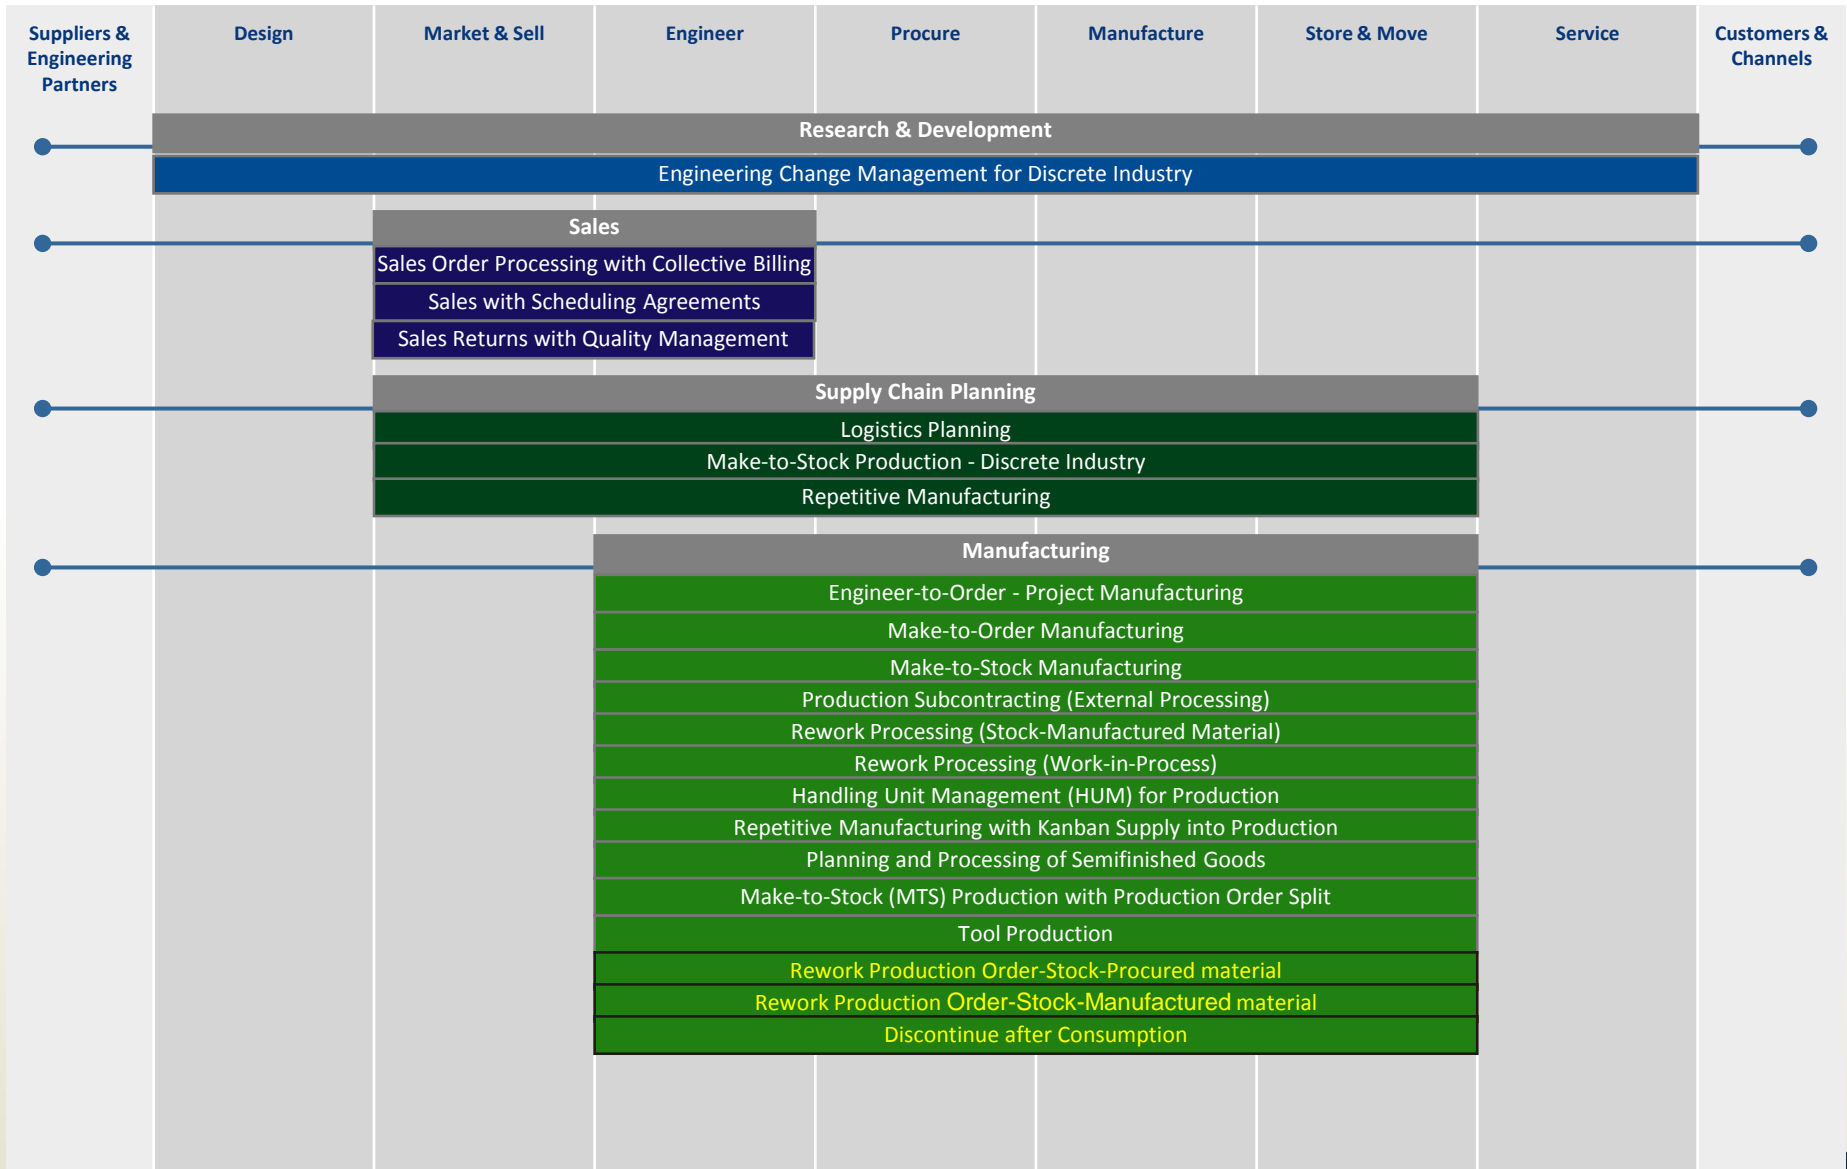 Suppliers &
Engineering
Partners
Design
Market & Sell
Engineer
Procure
Manufacture
Store & Move
Service
Customers &
Channels
Research & Development
Engineering Change Management for Discrete Industry
Sales
Sales Order Processing with Collective Billing
Sales with Scheduling Agreements
Sales Returns with Quality Management
Supply Chain Planning
Logistics Planning
Make-to-Stock Production - Discrete Industry
Repetitive Manufacturing
Manufacturing
Engineer-to-Order - Project Manufacturing
Make-to-Order Manufacturing
Make-to-Stock Manufacturing
Production Subcontracting (External Processing)
Rework Processing (Stock-Manufactured Material)
Rework Processing (Work-in-Process)
Handling Unit Management (HUM) for Production
Repetitive Manufacturing with Kanban Supply into Production
Planning and Processing of Semifinished Goods
Make-to-Stock (MTS) Production with Production Order Split
Tool Production
Rework Production Order-Stock-Procured material
Rework Production Order-Stock-Manufactured material
Discontinue after Consumption